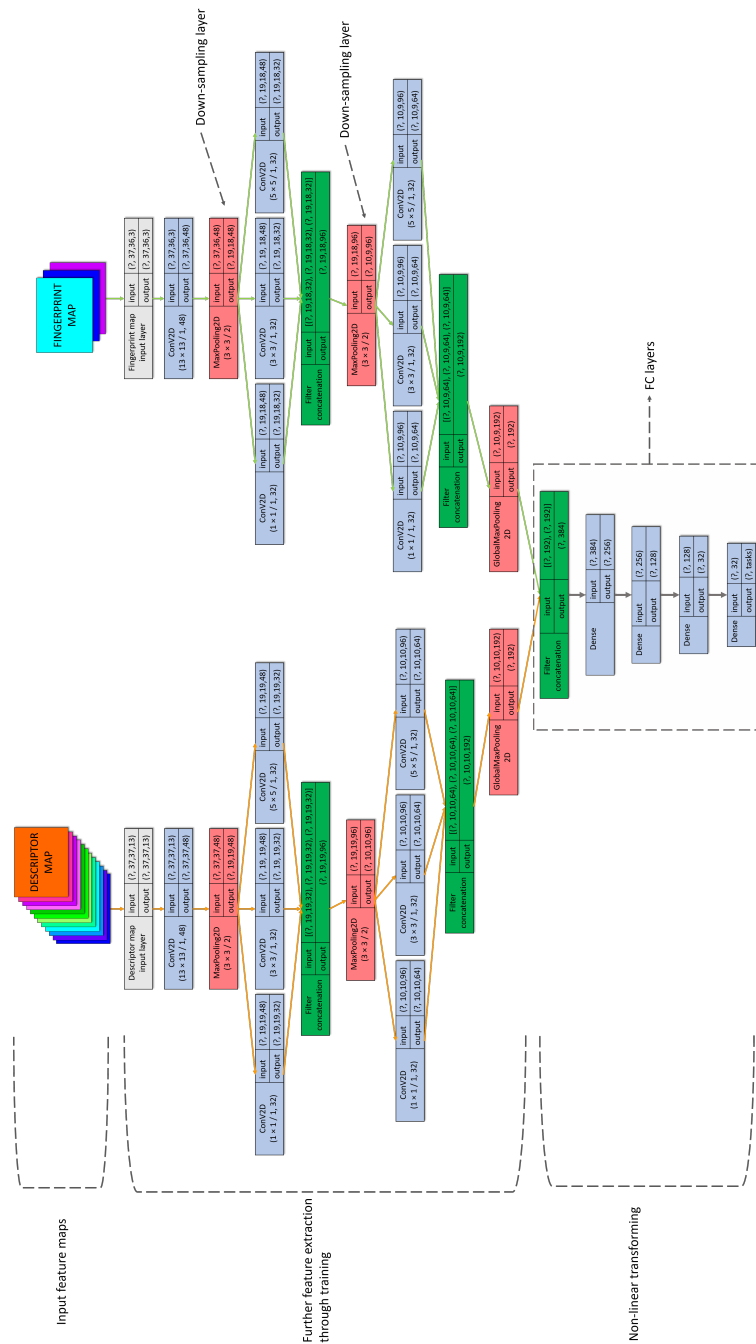 Input feature maps
DESCRIPTOR
MAP
FINGERPRINT
MAP
Descriptor map
input layer
input
(?, 37,37,13)
output
(?, 37,37,13)
Fingerprint map
input layer
input
(?, 37,36,3)
output
(?, 37,36,3)
Further feature extraction
through training
ConV2D
(13 × 13 / 1, 48)
input
(?, 37,37,13)
output
(?, 37,37,48)
ConV2D
(13 × 13 / 1, 48)
input
(?, 37,36,3)
output
(?, 37,36,48)
MaxPooling2D
(3 × 3 / 2)
input
(?, 37,37,48)
output
(?, 19,19,48)
MaxPooling2D
(3 × 3 / 2)
input
(?, 37,36,48)
output
(?, 19,18,48)
Down-sampling layer
ConV2D
(1 × 1 / 1, 32)
input
(?, 19,19,48)
output
(?, 19,19,32)
ConV2D
(3 × 3 / 1, 32)
input
(?, 19, 19,48)
output
(?, 19,19,32)
ConV2D
(5 × 5 / 1, 32)
input
(?, 19,19,48)
output
(?, 19,19,32)
ConV2D
(1 × 1 / 1, 32)
input
(?, 19,18,48)
output
(?, 19,18,32)
ConV2D
(3 × 3 / 1, 32)
input
(?, 19, 18,48)
output
(?, 19,18,32)
ConV2D
(5 × 5 / 1, 32)
input
(?, 19,18,48)
output
(?, 19,18,32)
Filter
concatenation
input
[(?, 19,19,32), (?, 19,19,32), (?, 19,19,32)]
output
(?, 19,19,96)
Filter
concatenation
input
[(?, 19,18,32), (?, 19,18,32), (?, 19,18,32)]
output
(?, 19,18,96)
MaxPooling2D
(3 × 3 / 2)
input
(?, 19,19,96)
output
(?, 10,10,96)
MaxPooling2D
(3 × 3 / 2)
input
(?, 19,18,96)
output
(?, 10,9,96)
Down-sampling layer
ConV2D
(1 × 1 / 1, 32)
input
(?, 10,10,96)
output
(?, 10,10,64)
ConV2D
(3 × 3 / 1, 32)
input
(?, 10,10,96)
output
(?, 10,10,64)
ConV2D
(5 × 5 / 1, 32)
input
(?, 10,10,96)
output
(?, 10,10,64)
ConV2D
(1 × 1 / 1, 32)
input
(?, 10,9,96)
output
(?, 10,9,64)
ConV2D
(3 × 3 / 1, 32)
input
(?, 10,9,96)
output
(?, 10,9,64)
ConV2D
(5 × 5 / 1, 32)
input
(?, 10,9,96)
output
(?, 10,9,64)
Filter
concatenation
input
[(?, 10,10,64), (?, 10,10,64), (?, 10,10,64)]
output
(?, 10,10,192)
Filter
concatenation
input
[(?, 10,9,64), (?, 10,9,64), (?, 10,9,64)]
output
(?, 10,9,192)
GlobalMaxPooling
2D
input
(?, 10,10,192)
output
(?, 192)
GlobalMaxPooling
2D
input
(?, 10,9,192)
output
(?, 192)
Non-linear transforming
Filter
concatenation
input
[(?, 192), (?, 192)]
output
(?, 384)
Dense
input
(?, 384)
output
(?, 256)
Dense
input
(?, 256)
output
(?, 128)
Dense
input
(?, 128)
output
(?, 32)
Dense
input
(?, 32)
output
(?, tasks)
FC layers